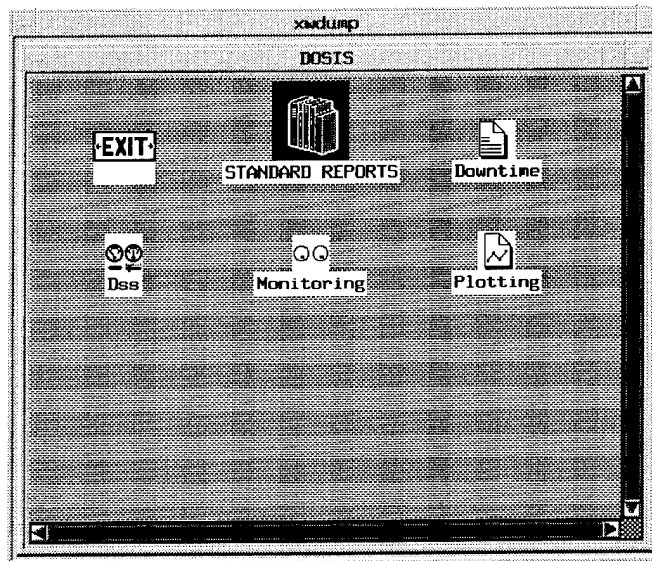 xwdump
DOSIS
EXIT
STANDARD REPORTS
Downtime
Dss
Monitoring
Plotting